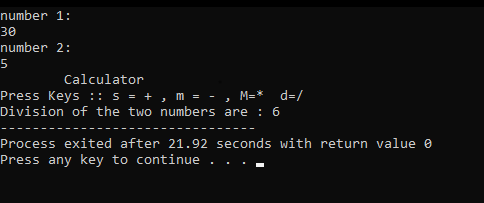 number 1:
30
number 2:
5
Calculator
Press Keys :: s = + , m = - , M=*  d=/
Division of the two numbers are : 6
--------------------------------
Process exited after 21.92 seconds with return value 0
Press any key to continue . . .